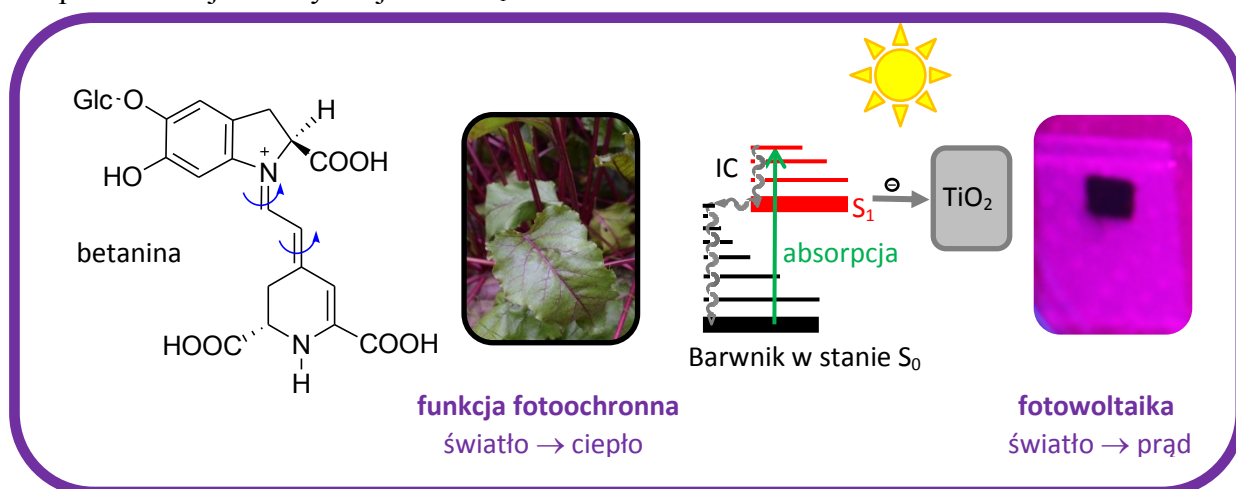 Glc-O
H
HO
N
+
COOH
betanina
HOOC
N
H
COOH
IC
S₁
⊖
TiO₂
absorpcja
Barwnik w stanie S₀
funkcja fotoochronna
światło → ciepło
fotowoltaika
światło → prąd